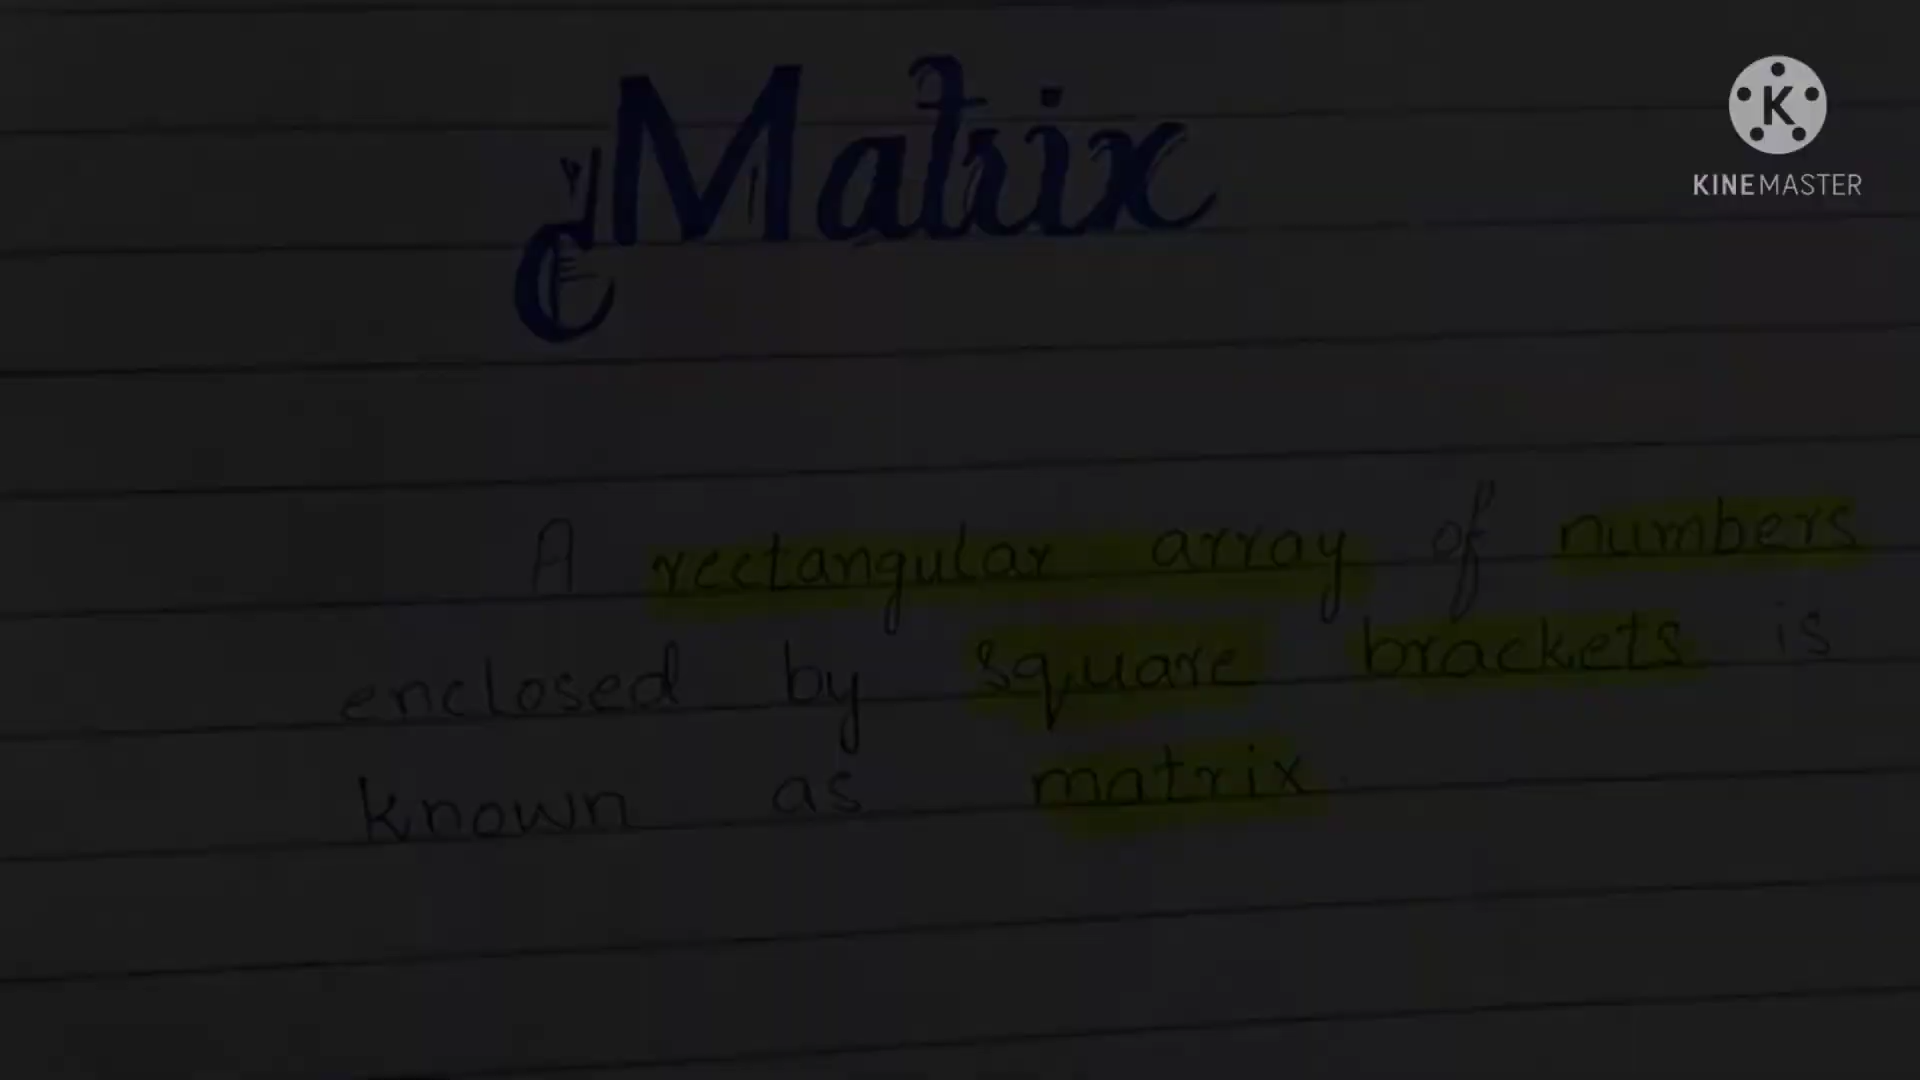 Matrix
KINEMASTER
A rectangular array of numbers
enclosed by square brackets is
known as matrix.